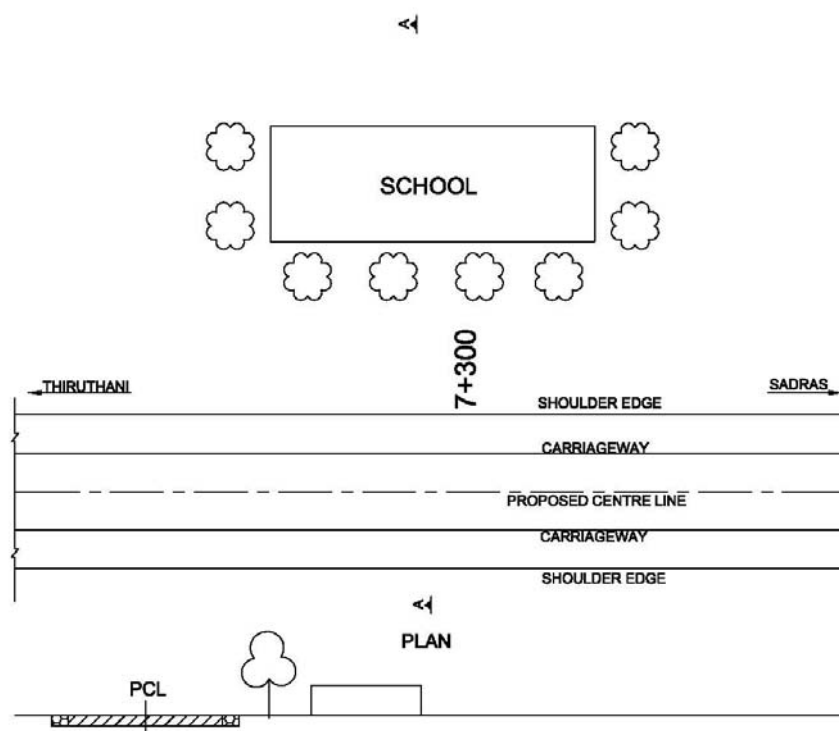 A
SCHOOL
7+300
THIRUTHANI
SADRAS
SHOULDER EDGE
CARRIAGEWAY
PROPOSED CENTRE LINE
CARRIAGEWAY
SHOULDER EDGE
A
PLAN
PCL